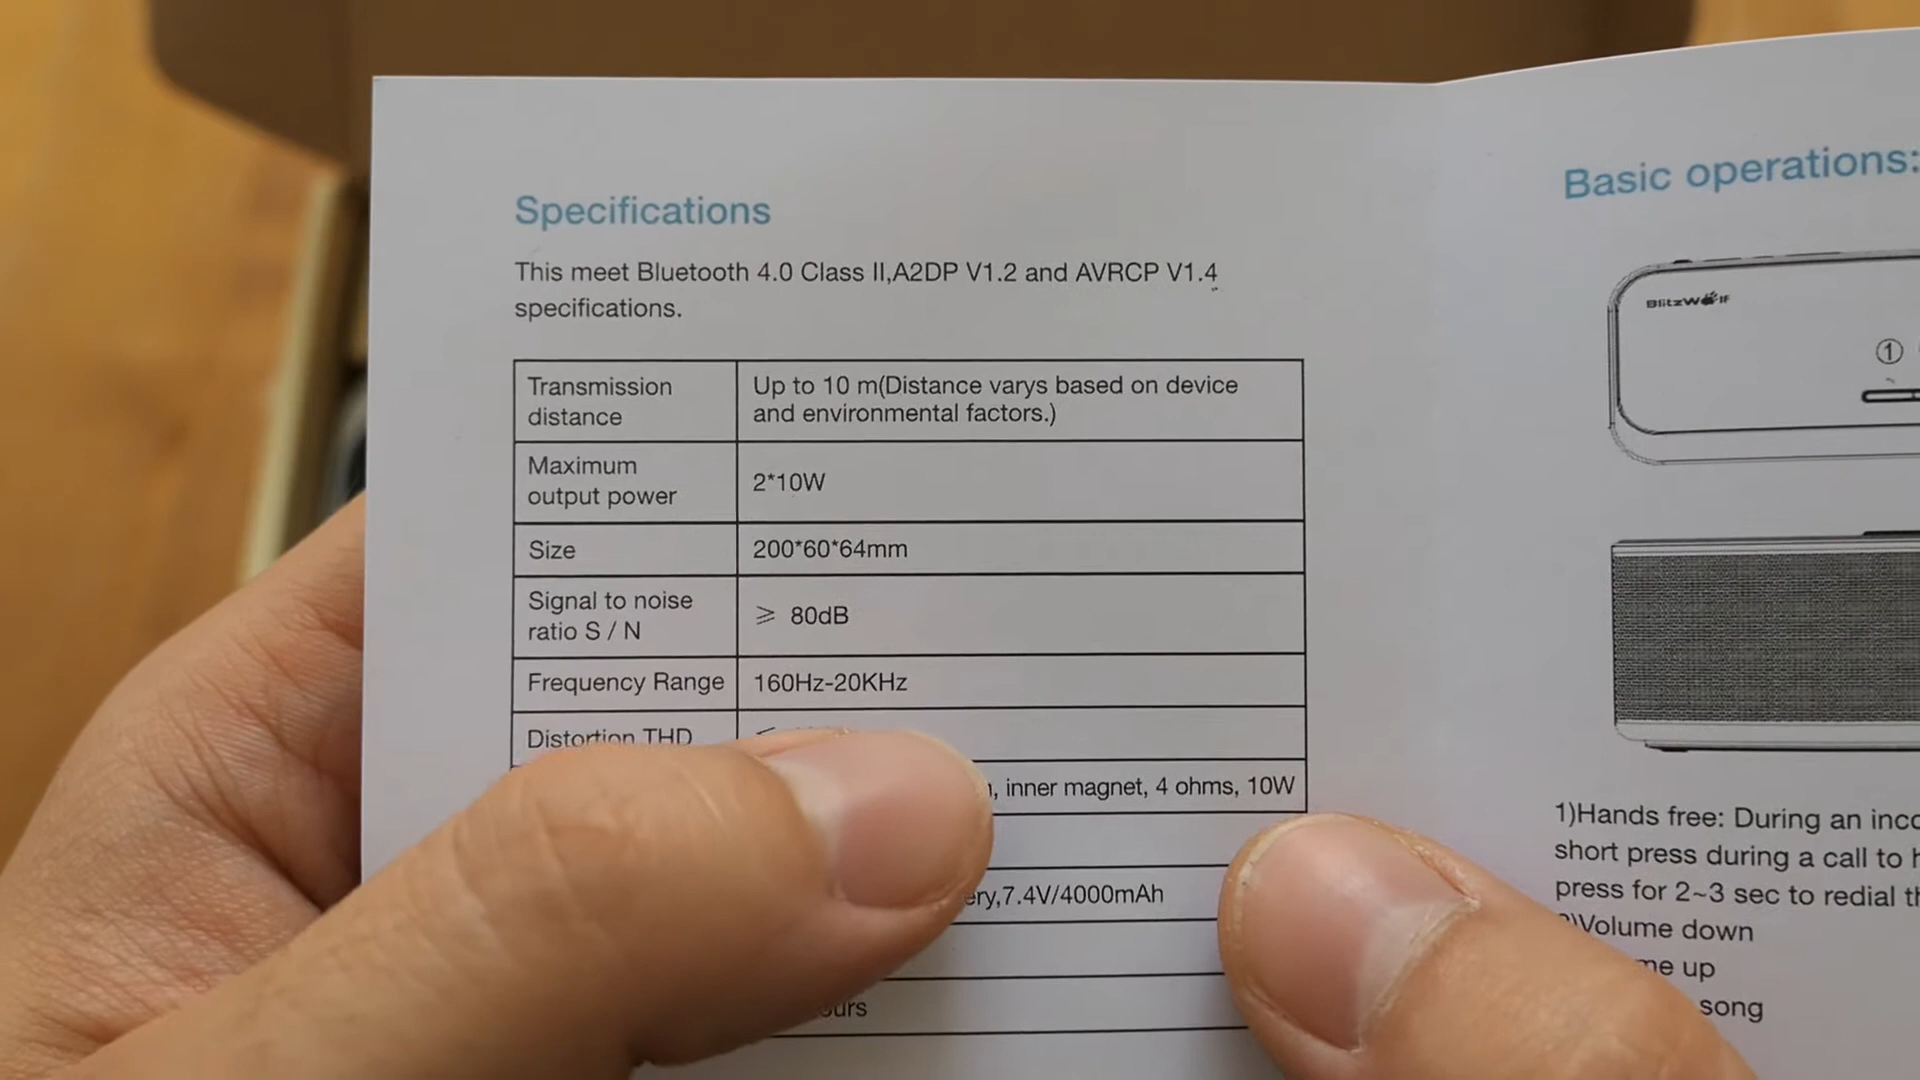 Specifications
This meet Bluetooth 4.0 Class II,A2DP V1.2 and AVRCP V1.4
specifications.
Transmission
distance
Up to 10 m(Distance varys based on device
and environmental factors.)
Maximum
output power
2*10W
Size
200*60*64mm
Signal to noise
ratio S / N
⩾ 80dB
Frequency Range
160Hz-20KHz
Distortion THD
, inner magnet, 4 ohms, 10W
,7.4V/4000mAh
Basic operations:
BlitzWolf
①
1)Hands free: During an
short press during a call to
press for 2~3 sec to redial
Volume down
up
song